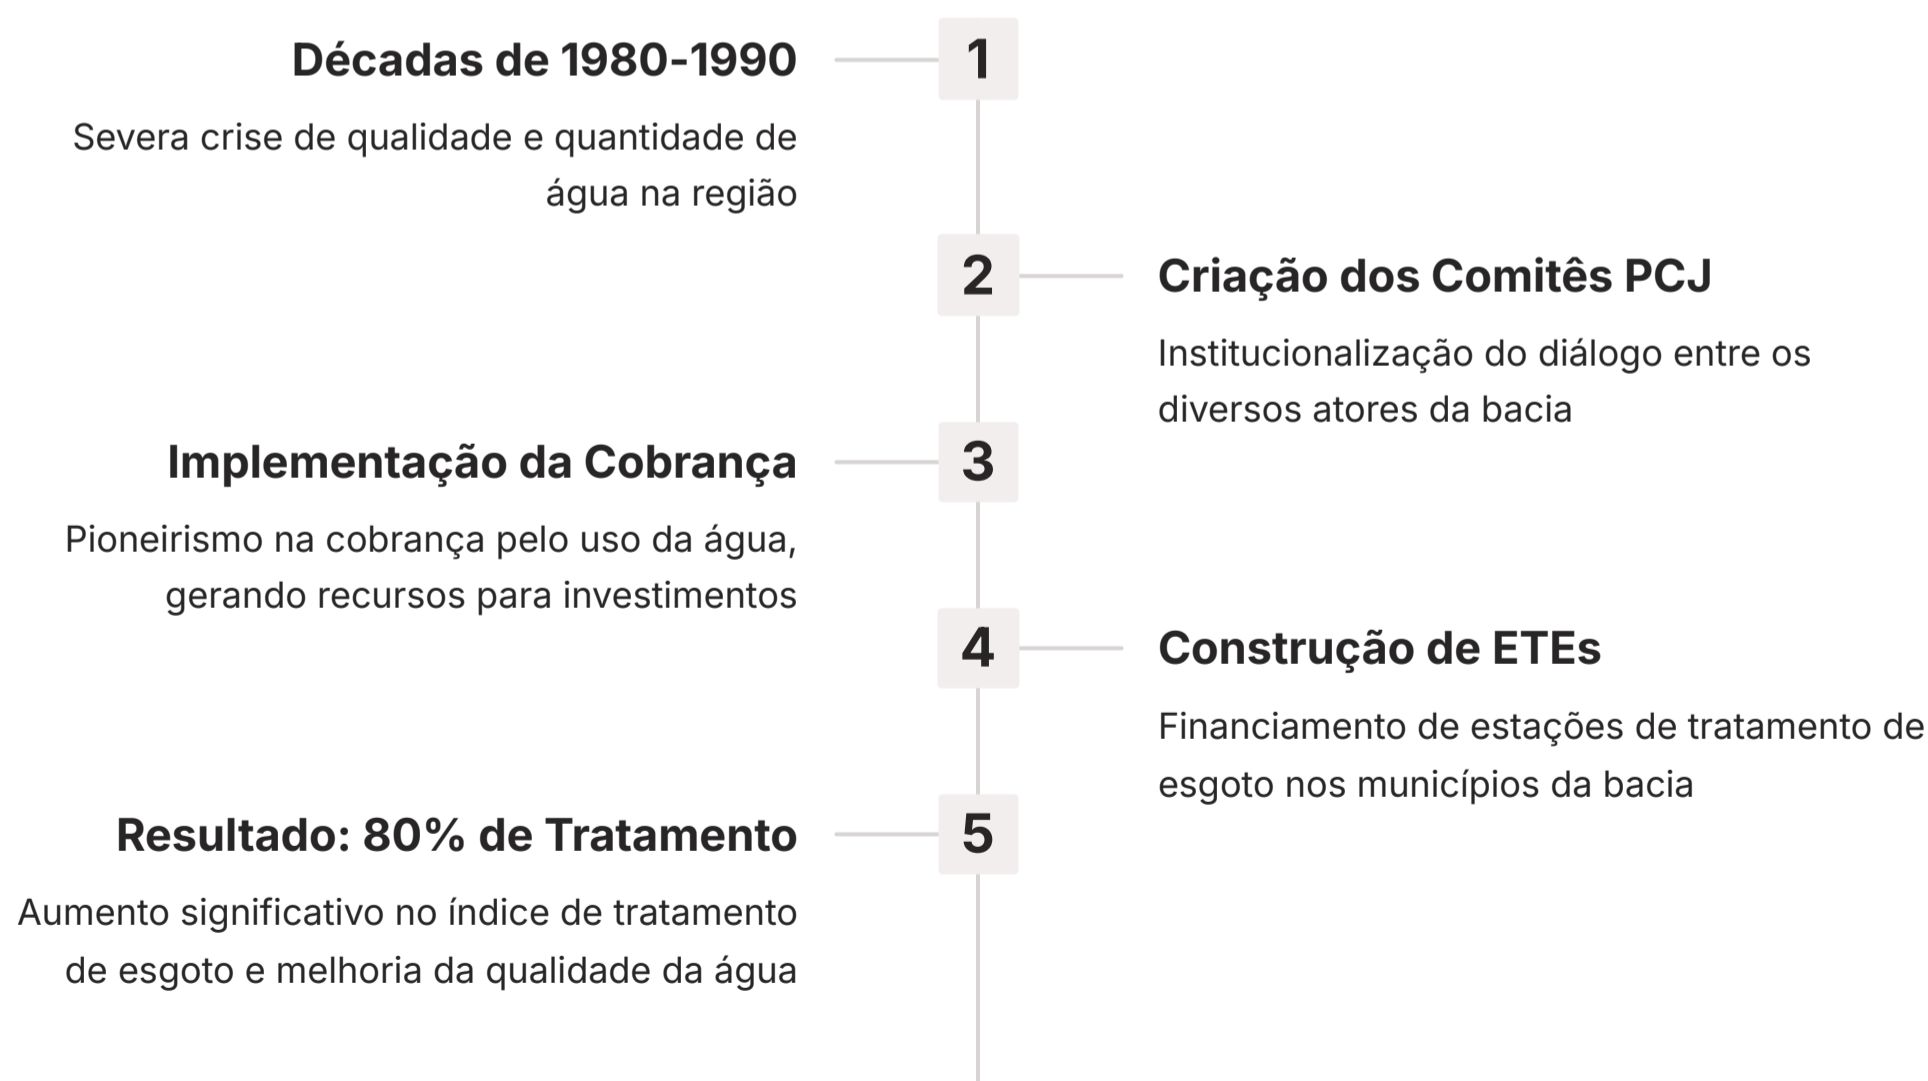 Décadas de 1980-1990
1
Severa crise de qualidade e quantidade de
água na região
2
Criação dos Comitês PCJ
Institucionalização do diálogo entre os
diversos atores da bacia
Implementação da Cobrança
3
Pioneirismo na cobrança pelo uso da água,
gerando recursos para investimentos
4
Construção de ETEs
Financiamento de estações de tratamento de
esgoto nos municípios da bacia
Resultado: 80% de Tratamento
5
Aumento significativo no índice de tratamento
de esgoto e melhoria da qualidade da água